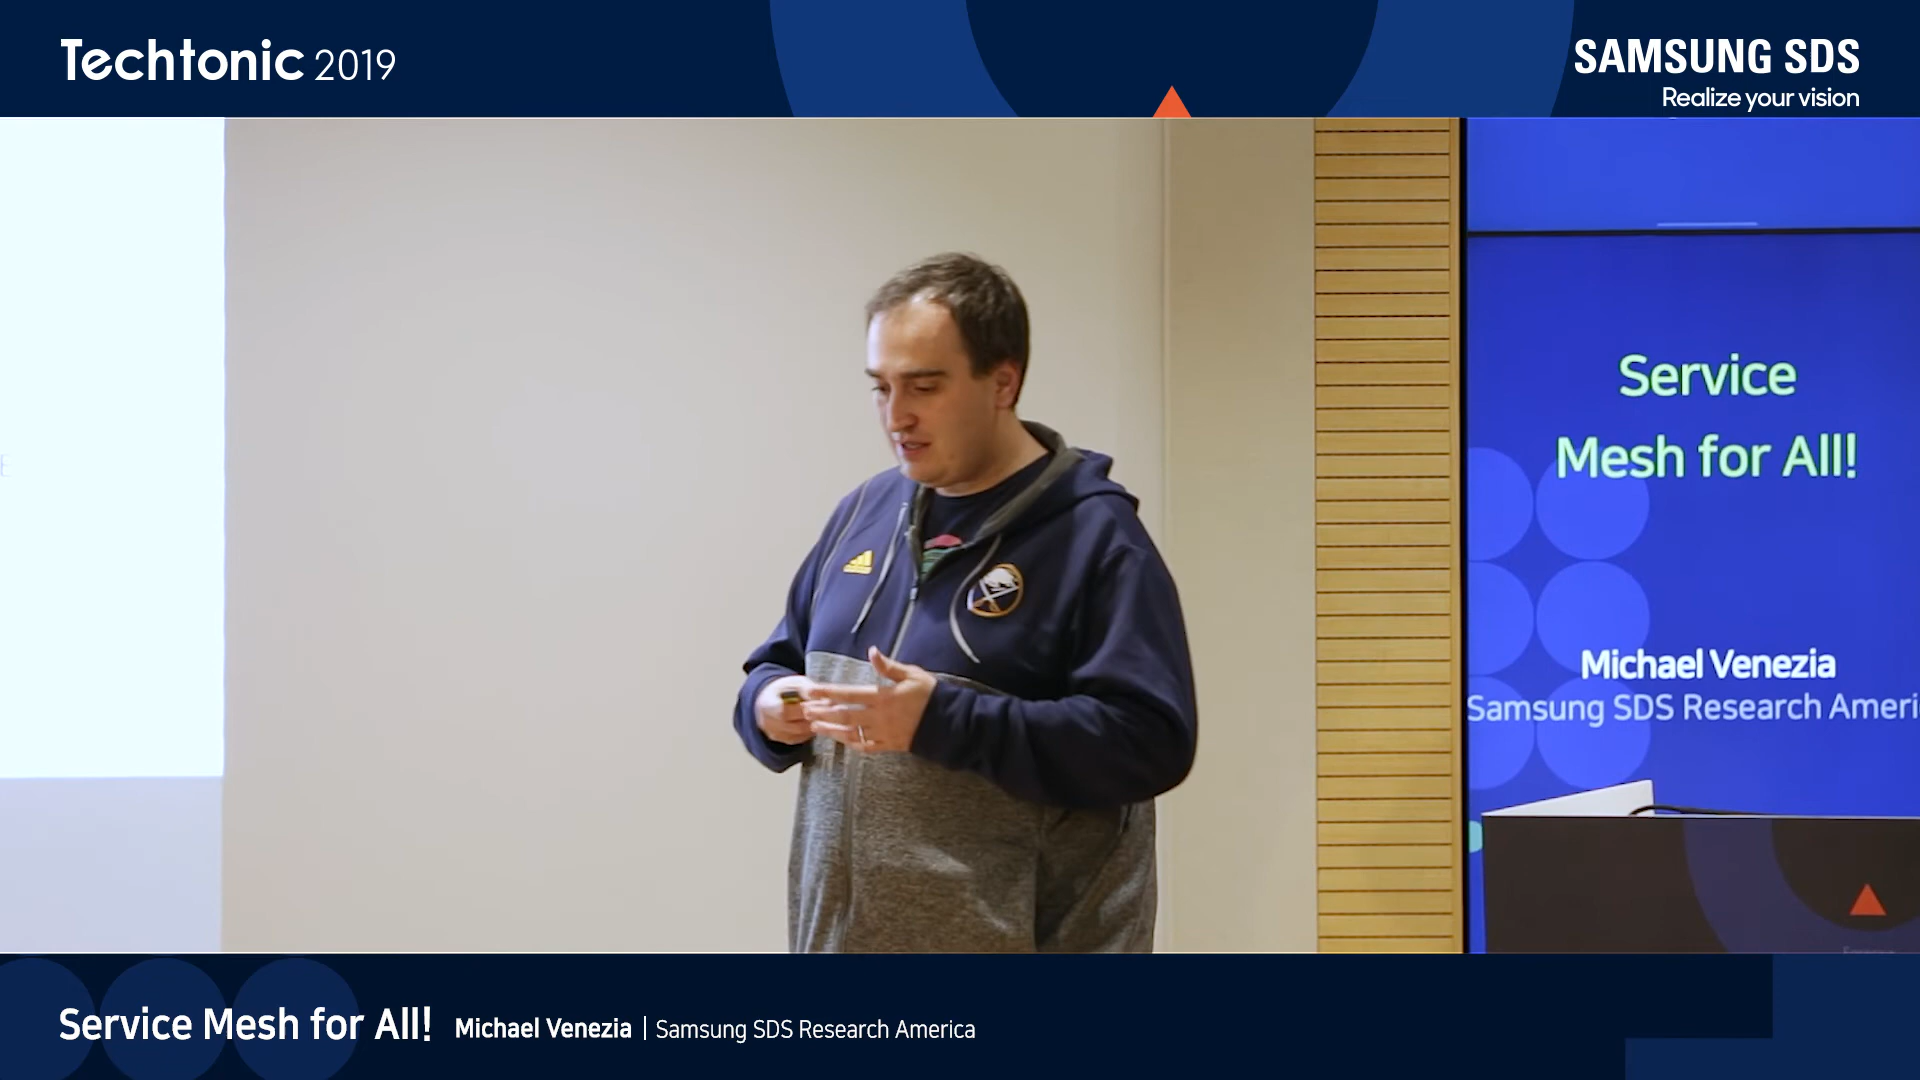 Techtonic 2019
SAMSUNG SDS
Realize your vision
Service
Mesh for All!
Michael Venezia
Samsung SDS Research Ameri
Service Mesh for All! Michael Venezia | Samsung SDS Research America